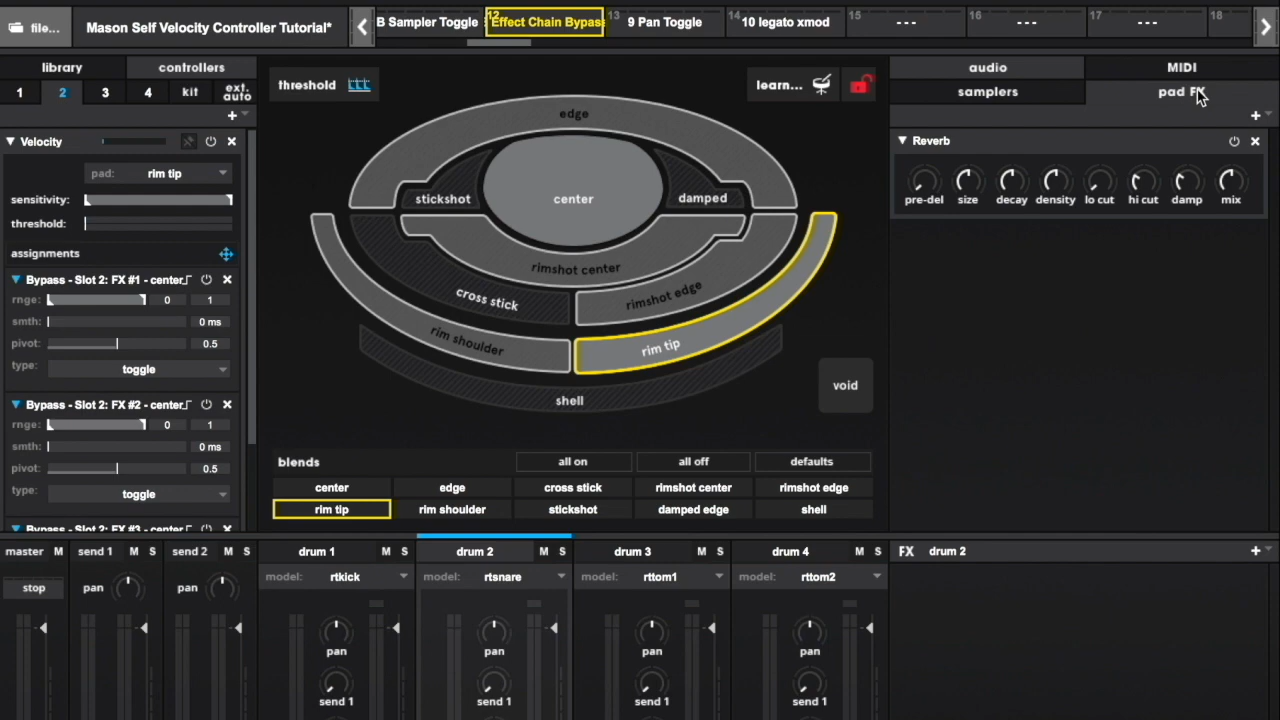 file...
Mason Self Velocity Controller Tutorial*
B Sampler Toggle
12
Effect Chain Bypass
13
9 Pan Toggle
14
10 legato xmod
15
---
16
---
17
---
18
library
controllers
1
2
3
4
kit
ext. auto
+
Velocity
pad:
rim tip
sensitivity:
threshold:
assignments
Bypass - Slot 2: FX #1 - center
rnge:
0
1
smth:
0 ms
pivot:
0.5
type:
toggle
Bypass - Slot 2: FX #2 - center
rnge:
0
1
smth:
0 ms
pivot:
0.5
type:
toggle
Bypass - Slot 2: FX #3 - center
threshold
learn...
edge
stickshot
center
damped
rimshot center
cross stick
rimshot edge
rim shoulder
rim tip
shell
void
blends
all on
all off
defaults
center
edge
cross stick
rimshot center
rimshot edge
rim tip
rim shoulder
stickshot
damped edge
shell
audio
MIDI
samplers
pad FX
+
Reverb
pre-del
size
decay
density
lo cut
hi cut
damp
mix
master
M
send 1
M
S
send 2
M
S
drum 1
M
S
drum 2
M
S
drum 3
M
S
drum 4
M
S
FX
drum 2
+
stop
pan
pan
model:
rtkick
model:
rtsnare
model:
rttom1
model:
rttom2
pan
pan
pan
pan
send 1
send 1
send 1
send 1